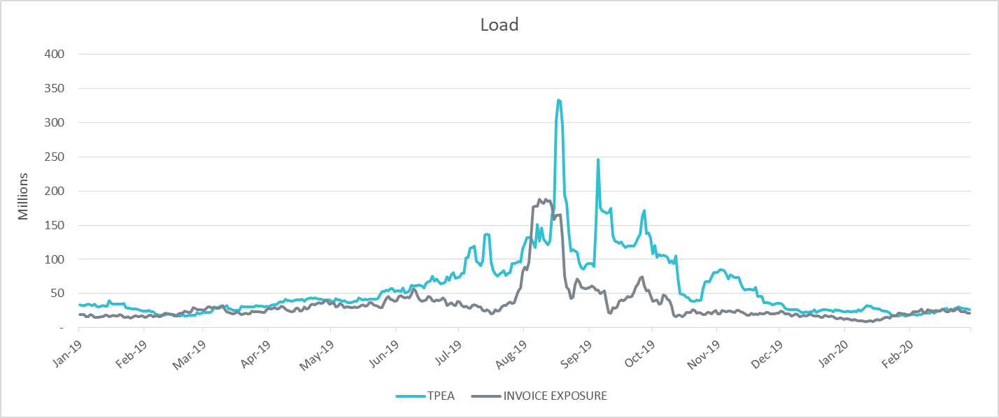 Load
400
350
300
250
200
150
100
50
-
Millions
Jan-19
Feb-19
Mar-19
Apr-19
May-19
Jun-19
Jul-19
Aug-19
Sep-19
Oct-19
Nov-19
Dec-19
Jan-20
Feb-20
TPEA
INVOICE EXPOSURE